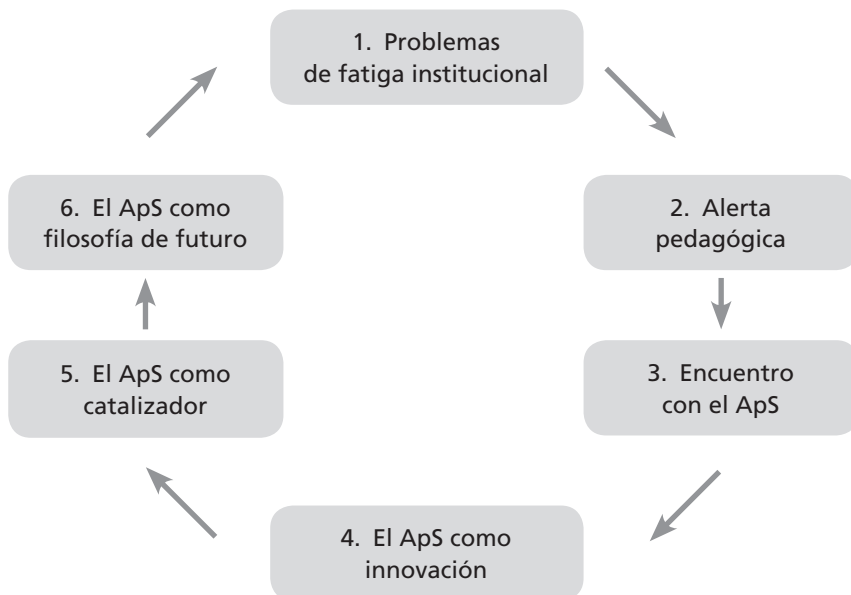 1. Problemas
de fatiga institucional
2. Alerta
pedagógica
3. Encuentro
con el ApS
4. El ApS como
innovación
5. El ApS como
catalizador
6. El ApS como
filosofía de futuro